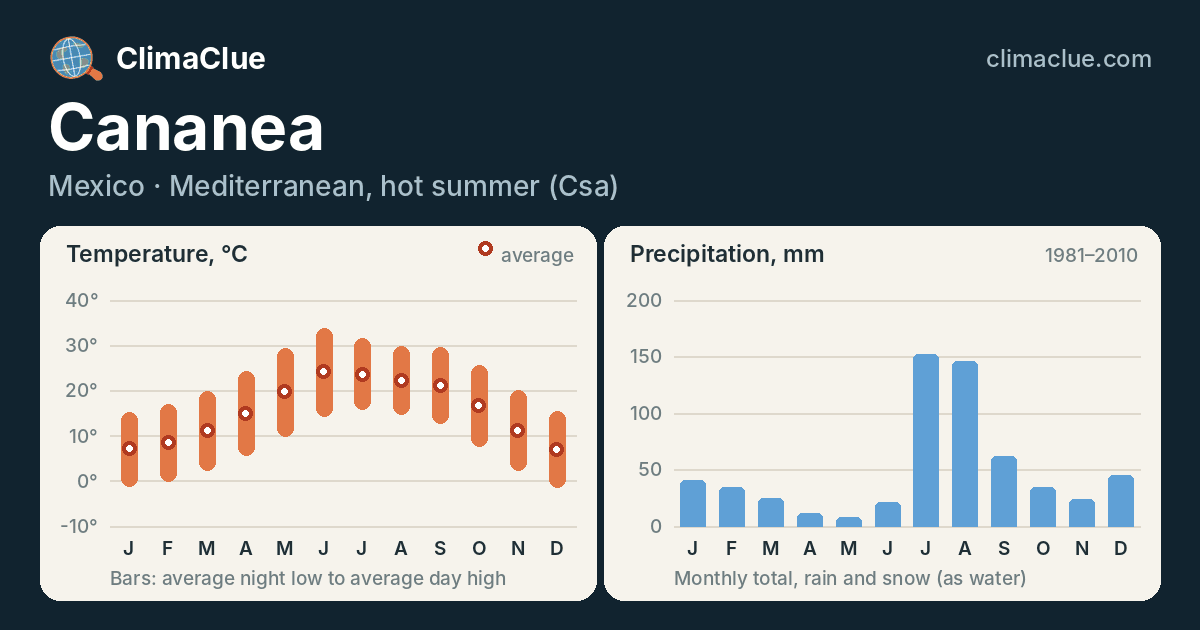 ClimaClue
climaclue.com
Cananea
Mexico · Mediterranean, hot summer (Csa)
Temperature, °C
average
40°
30°
20°
10°
0°
-10°
J F M A M J J A S O N D
Bars: average night low to average day high
Precipitation, mm
1981–2010
200
150
100
50
0
J F M A M J J A S O N D
Monthly total, rain and snow (as water)